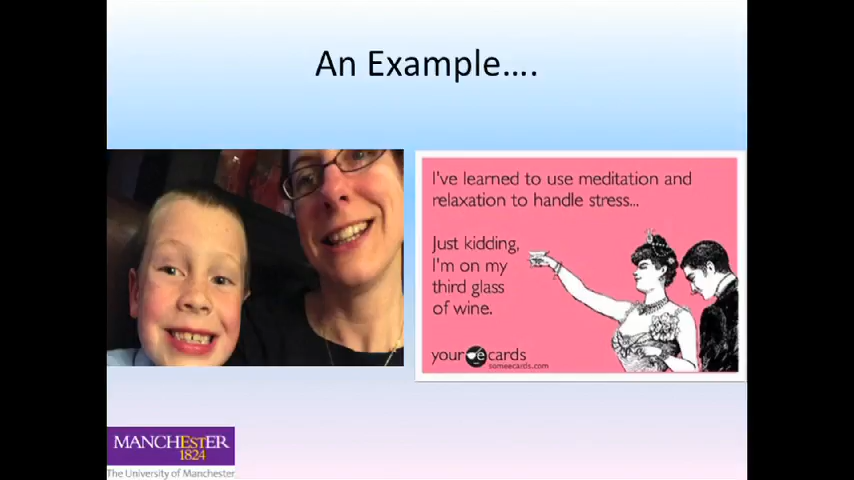 An Example….
I've learned to use meditation and
relaxation to handle stress...
Just kidding,
I'm on my
third glass
of wine.
your e cards
someecards.com
MANCHESTER
1824
The University of Manchester